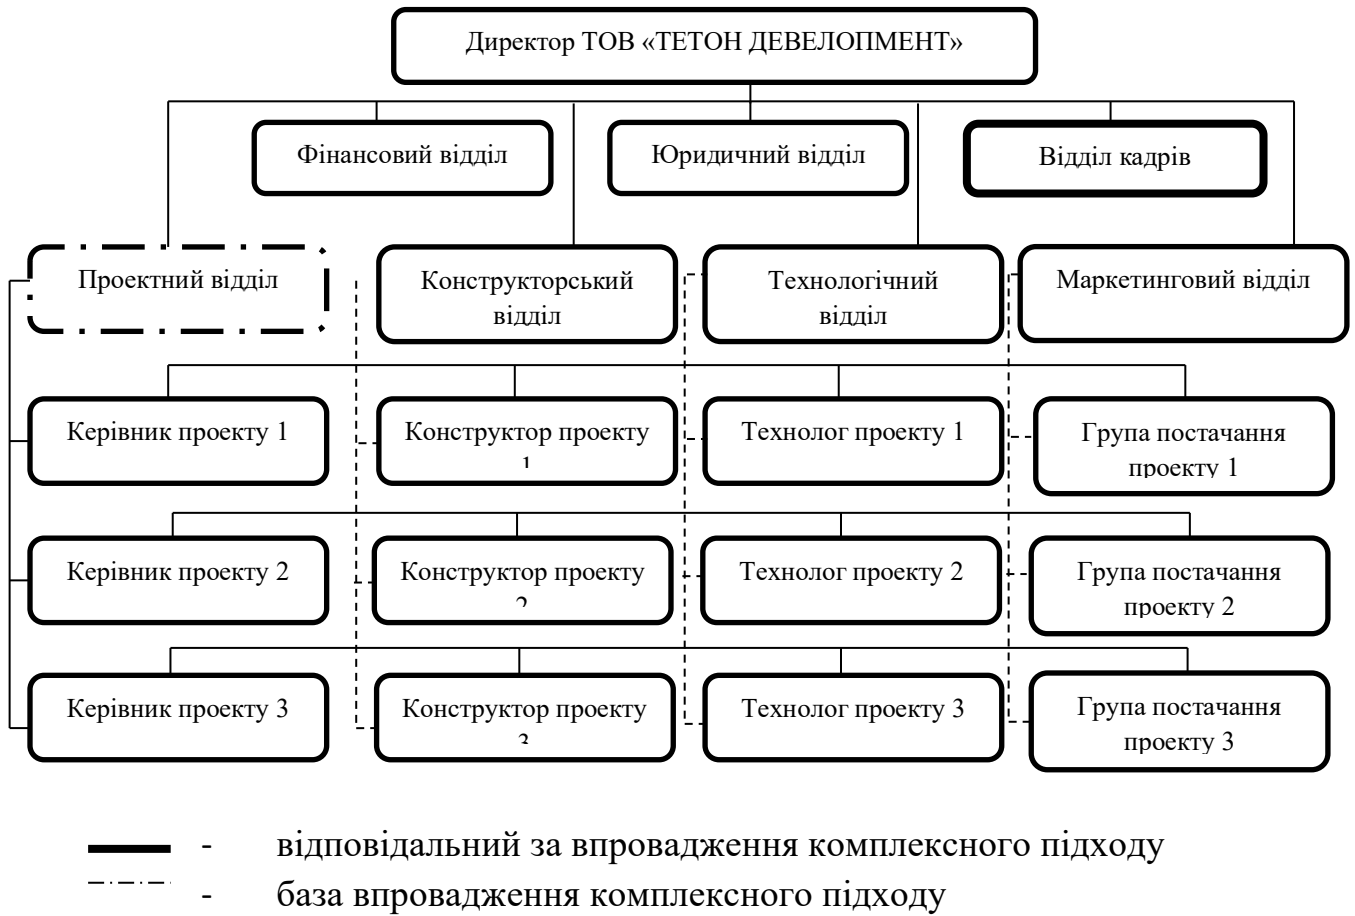 Директор ТОВ «ТЕТОН ДЕВЕЛОПМЕНТ»
Фінансовий відділ
Юридичний відділ
Відділ кадрів
Проектний відділ
Конструкторський
відділ
Технологічний
відділ
Маркетинговий відділ
Керівник проекту 1
Конструктор проекту
1
Технолог проекту 1
Група постачання
проекту 1
Керівник проекту 2
Конструктор проекту
2
Технолог проекту 2
Група постачання
проекту 2
Керівник проекту 3
Конструктор проекту
3
Технолог проекту 3
Група постачання
проекту 3
- відповідальний за впровадження комплексного підходу
- база впровадження комплексного підходу